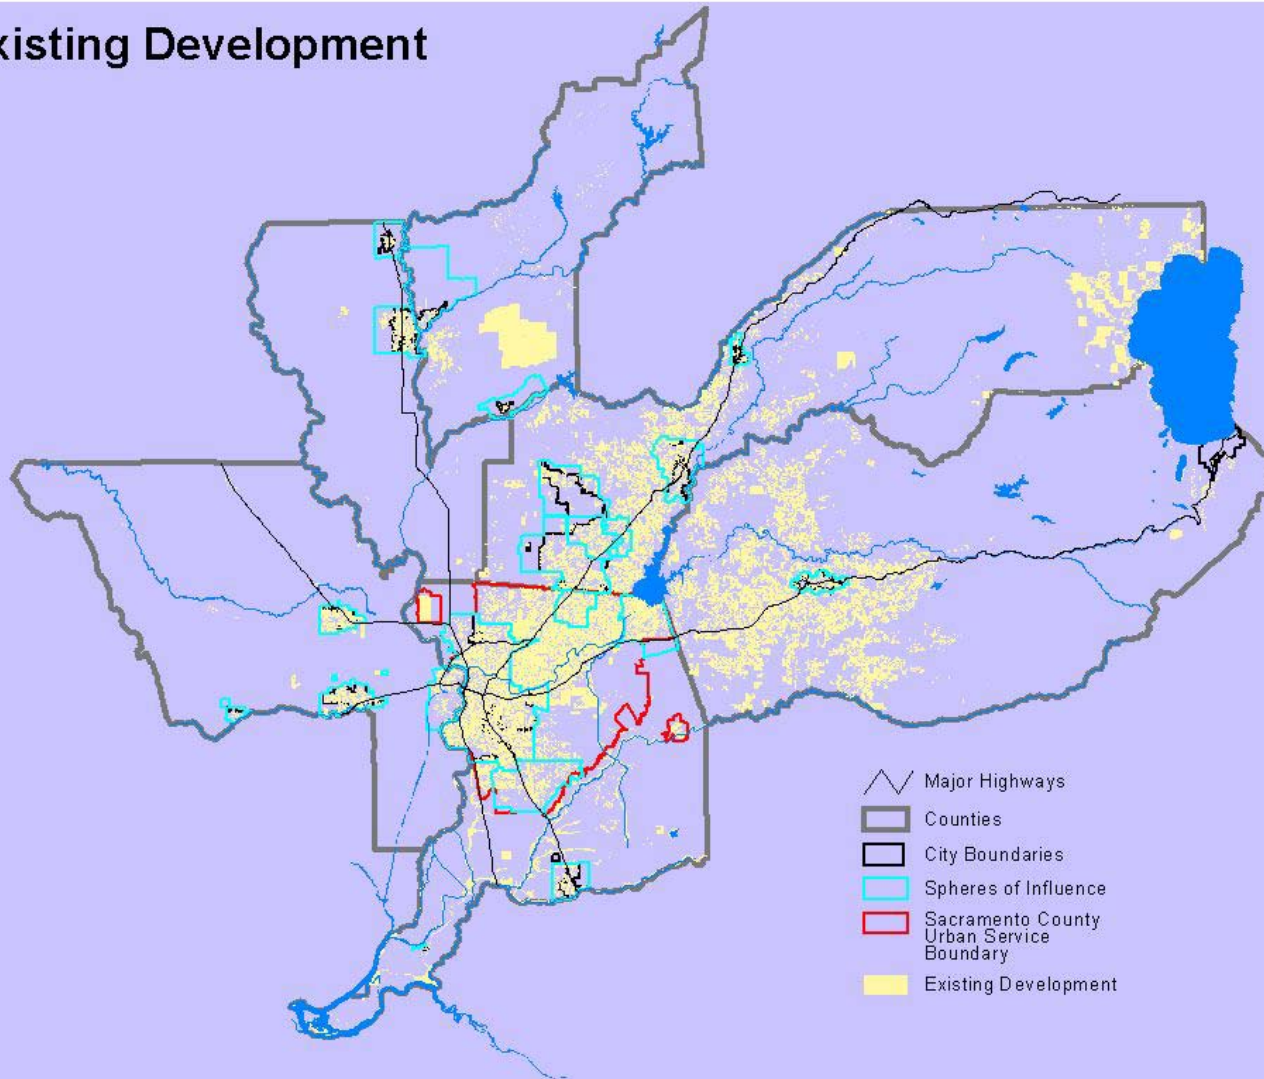 xisting Development
Major Highways
Counties
City Boundaries
Spheres of Influence
Sacramento County
Urban Service
Boundary
Existing Development